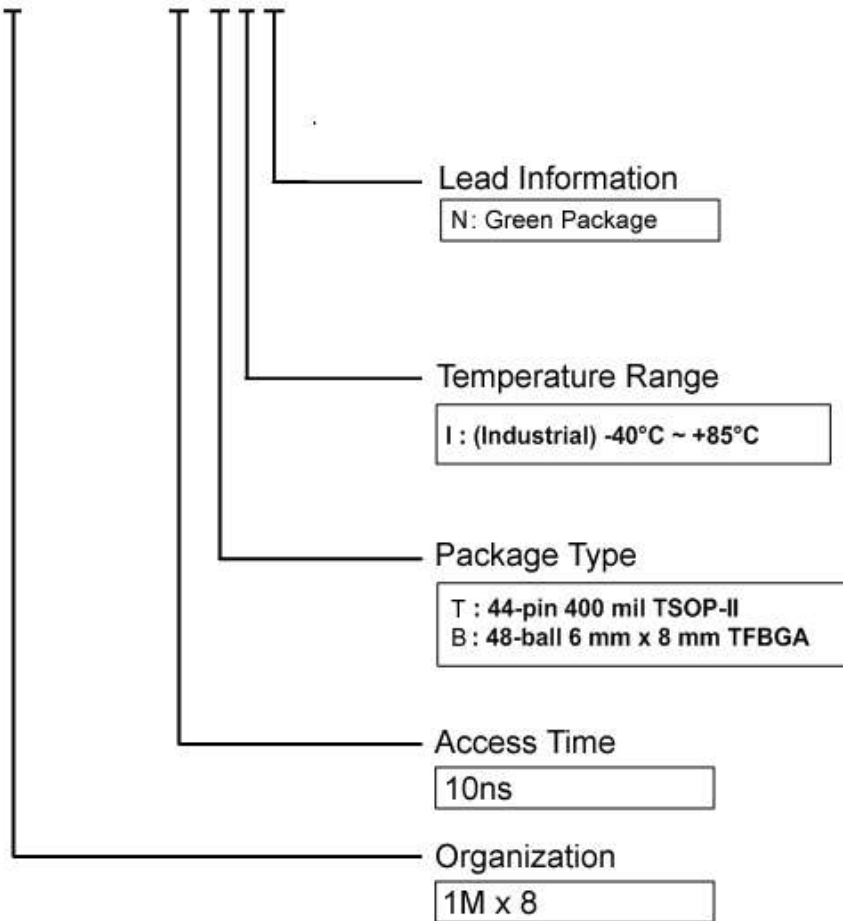 Lead Information
N: Green Package
Temperature Range
I : (Industrial) -40°C ~ +85°C
Package Type
T : 44-pin 400 mil TSOP-II
B : 48-ball 6 mm x 8 mm TFBGA
Access Time
10ns
Organization
1M x 8